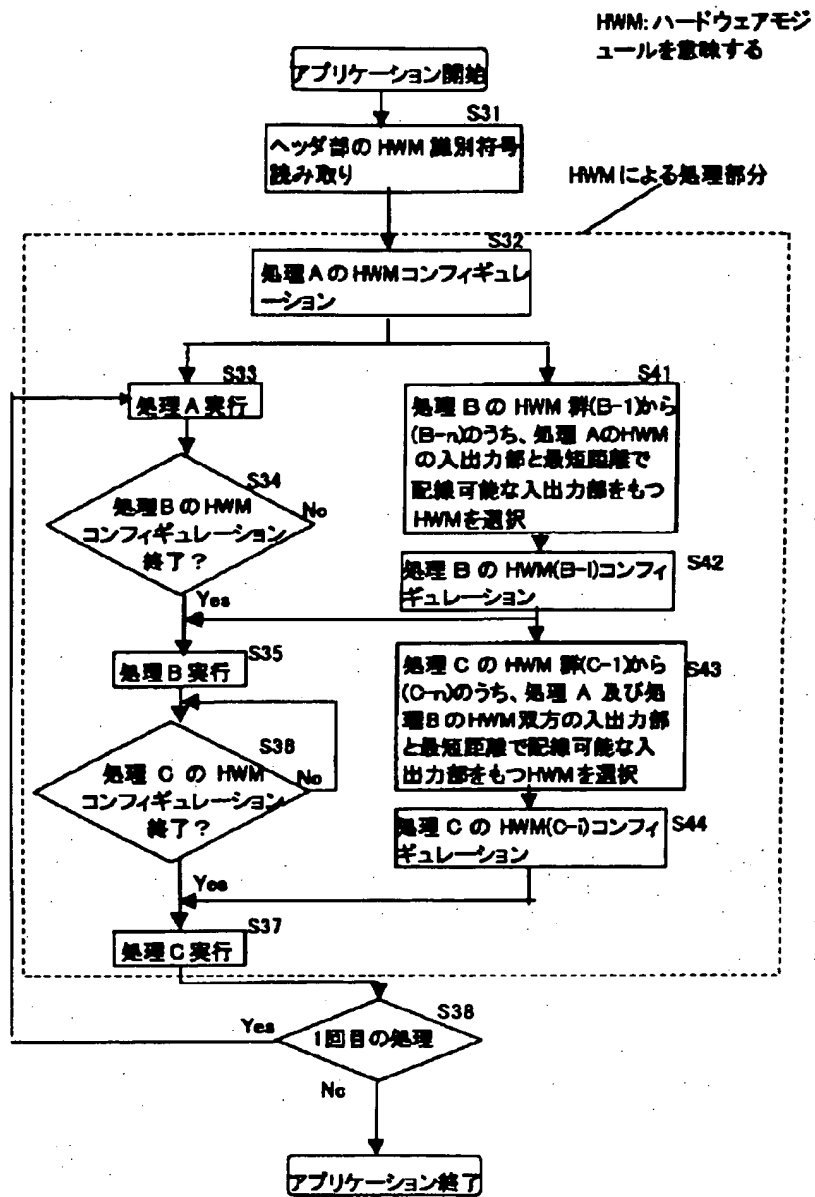 HWM: ハードウェアモジ
ュールを意味する
アプリケーション開始
S31
ヘッダ部の HWM 識別符号
読み取り
HWM による処理部分
S32
処理 A の HWM コンフィギュレ
ーション
S33
処理 A 実行
S34
処理 B の HWM
コンフィギュレーション
終了？
No
Yes
S41
処理 B の HWM 群(B-1)から
(B-n)のうち、処理 AのHWM
の入出力部と最短距離で
配線可能な入出力部をもつ
HWMを選択
S42
処理 B の HWM(B-i)コンフィ
ギュレーション
S35
処理 B 実行
S43
処理 C の HWM 群(C-1)から
(C-n)のうち、処理 A 及び処
理BのHWM双方の入出力部
と最短距離で配線可能な入
出力部をもつHWMを選択
S38
処理 C の HWM
コンフィギュレーション
終了？
No
Yes
S44
処理 C の HWM(C-i)コンフィ
ギュレーション
S37
処理 C 実行
S38
1回目の処理
Yes
No
アプリケーション終了